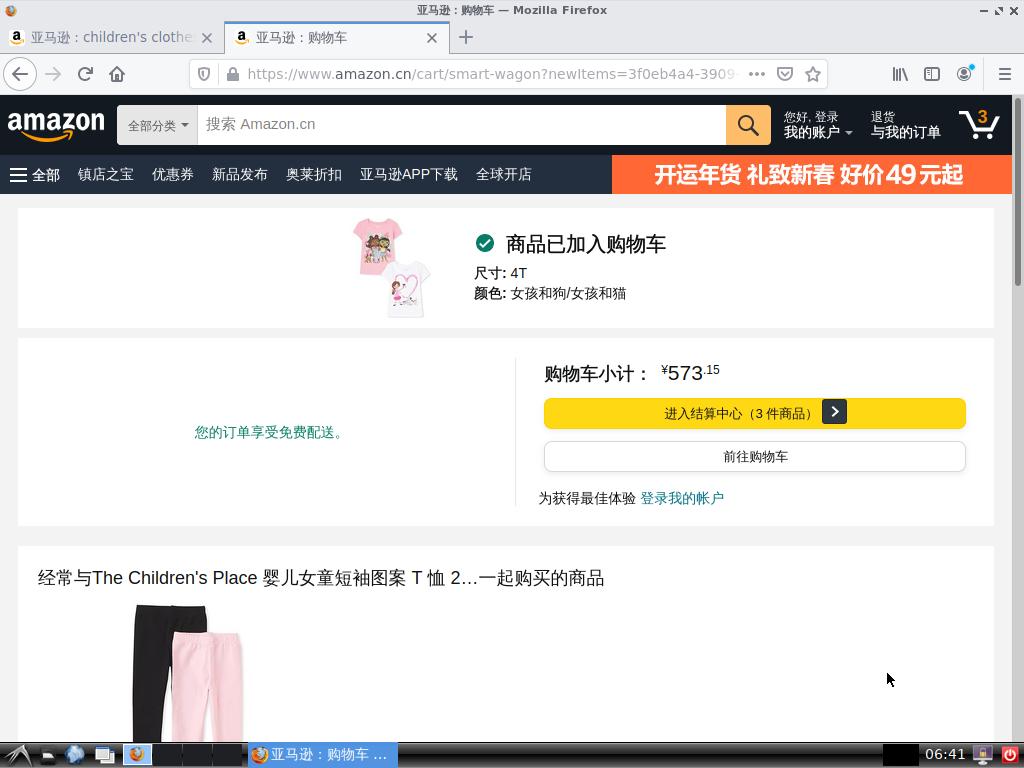 亚马逊：购物车 — Mozilla Firefox
亚马逊：children's clothe
亚马逊：购物车
https://www.amazon.cn/cart/smart-wagon?newItems=3f0eb4a4-3909-
amazon
全部分类
搜索 Amazon.cn
您好, 登录
我的账户
退货
与我的订单
3
全部
镇店之宝
优惠券
新品发布
奥莱折扣
亚马逊APP下载
全球开店
开运年货 礼致新春 好价49元起
商品已加入购物车
尺寸: 4T
颜色: 女孩和狗/女孩和猫
您的订单享受免费配送。
购物车小计： ¥573.15
进入结算中心（3 件商品）
前往购物车
为获得最佳体验 登录我的帐户
经常与The Children's Place 婴儿女童短袖图案 T 恤 2…一起购买的商品
亚马逊：购物车 ...
06:41